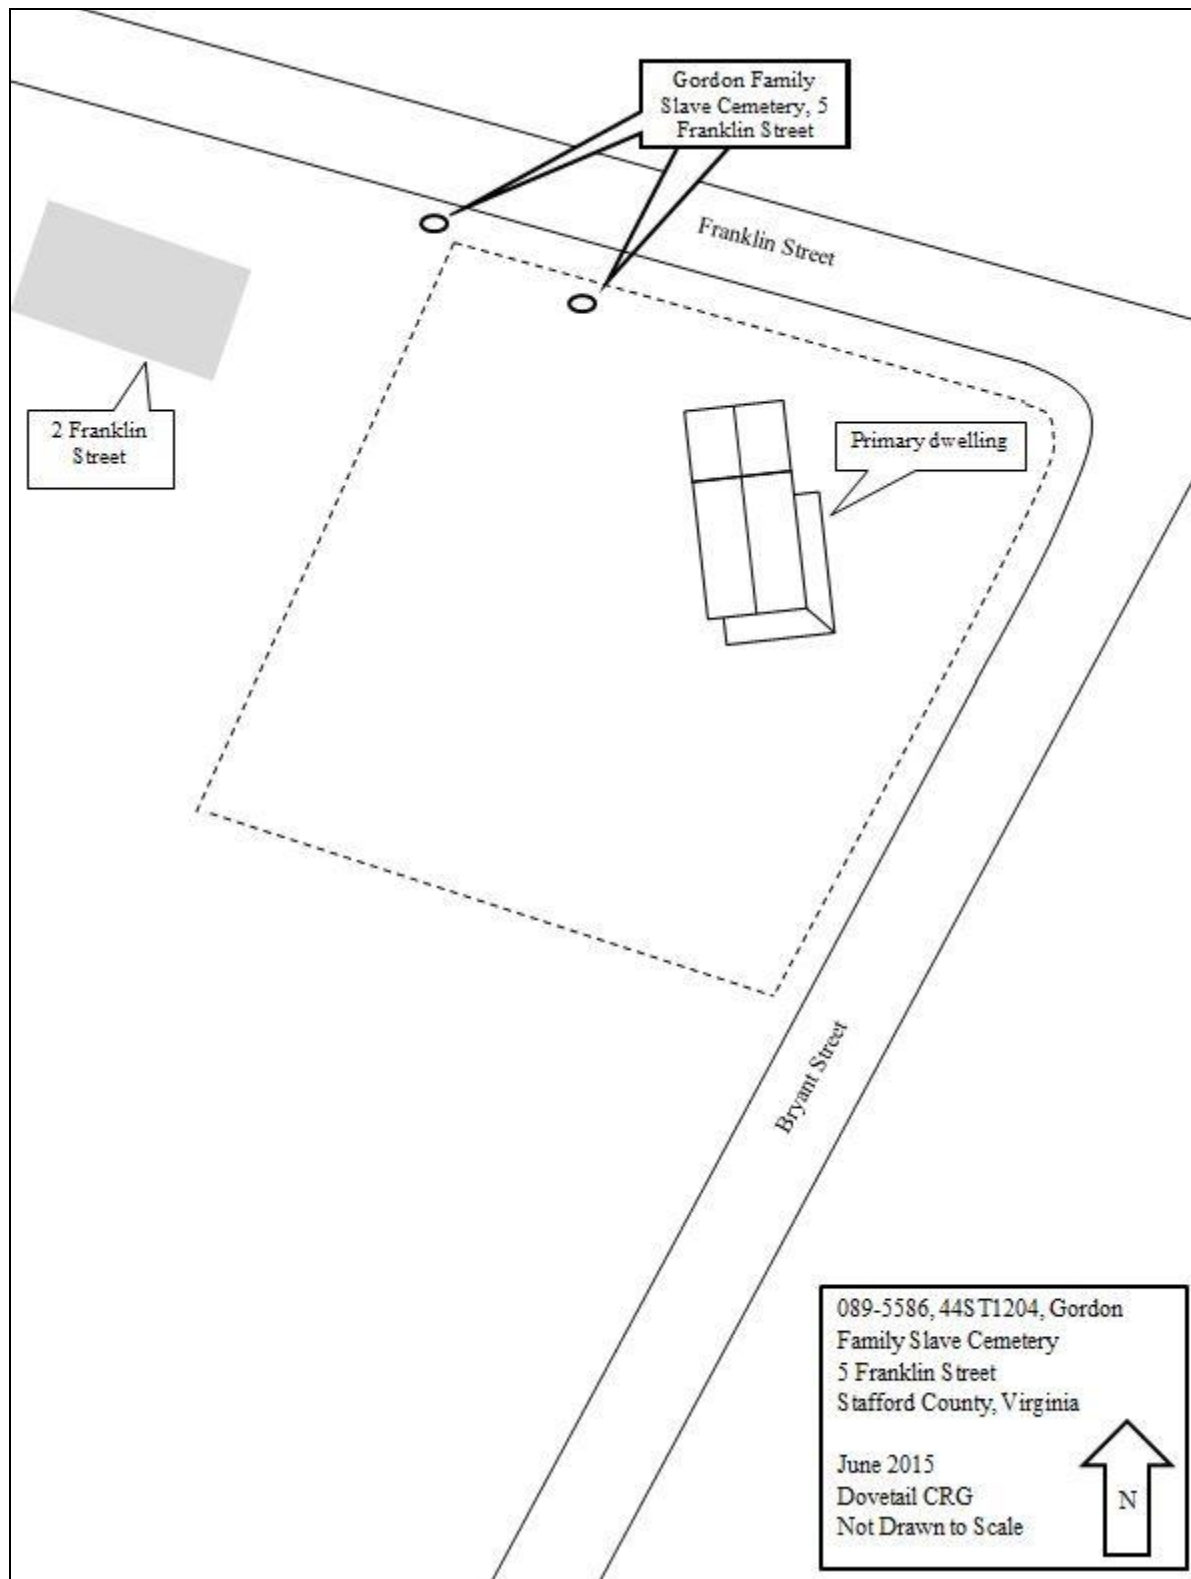 Gordon Family
Slave Cemetery, 5
Franklin Street
Franklin Street
2 Franklin
Street
Primary dwelling
Bryant Street
089-5586, 44ST1204, Gordon
Family Slave Cemetery
5 Franklin Street
Stafford County, Virginia
June 2015
Dovetail CRG
Not Drawn to Scale
N